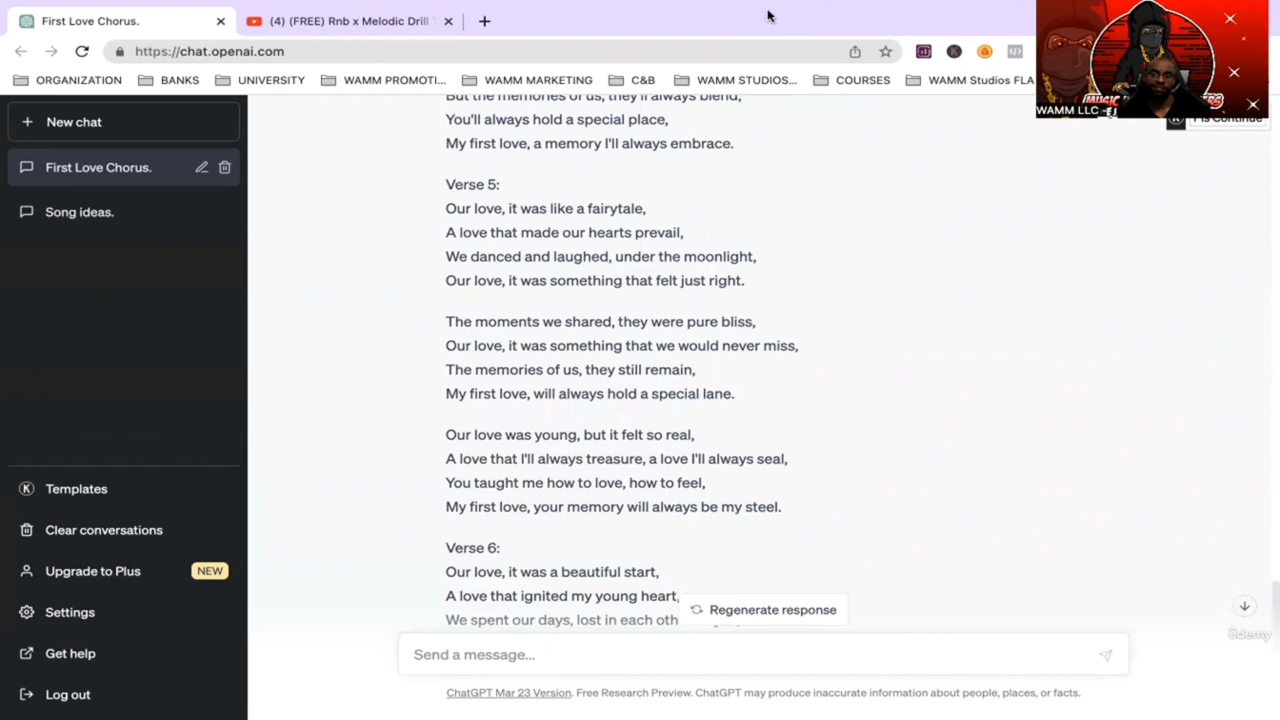 First Love Chorus.
(4) (FREE) Rnb x Melodic Drill
https://chat.openai.com
ORGANIZATION
BANKS
UNIVERSITY
WAMM PROMOTI...
WAMM MARKETING
C&B
WAMM STUDIOS...
COURSES
WAMM Studios FLA
WAMM LLC
New chat
First Love Chorus.
Song ideas.
Templates
Clear conversations
Upgrade to Plus
NEW
Settings
Get help
Log out
But the memories of us, they'll always blend,
You'll always hold a special place,
My first love, a memory I'll always embrace.
Verse 5:
Our love, it was like a fairytale,
A love that made our hearts prevail,
We danced and laughed, under the moonlight,
Our love, it was something that felt just right.
The moments we shared, they were pure bliss,
Our love, it was something that we would never miss,
The memories of us, they still remain,
My first love, will always hold a special lane.
Our love was young, but it felt so real,
A love that I'll always treasure, a love I'll always seal,
You taught me how to love, how to feel,
My first love, your memory will always be my steel.
Verse 6:
Our love, it was a beautiful start,
A love that ignited my young heart,
We spent our days, lost in each oth
Regenerate response
Send a message...
ChatGPT Mar 23 Version. Free Research Preview. ChatGPT may produce inaccurate information about people, places, or facts.
ûdemy